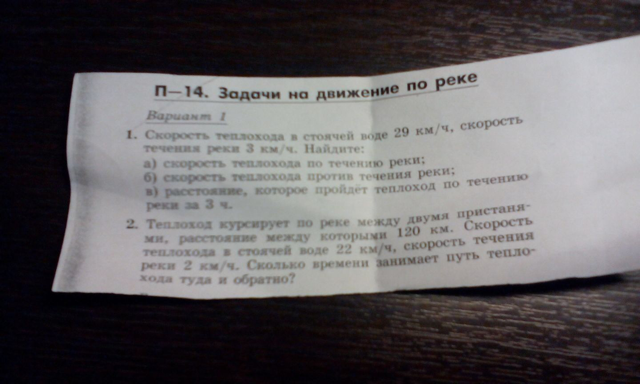 П—14. Задачи на движение по реке
Вариант 1
1. Скорость теплохода в стоячей воде 29 км/ч, скорость
течения реки 3 км/ч. Найдите:
а) скорость теплохода по течению реки;
б) скорость теплохода против течения реки;
в) расстояние, которое пройдёт теплоход по течению
реки за 3 ч.
2. Теплоход курсирует по реке между двумя пристаня-
ми, расстояние между которыми 120 км. Скорость
теплохода в стоячей воде 22 км/ч, скорость течения
реки 2 км/ч. Сколько времени занимает путь тепло-
хода туда и обратно?